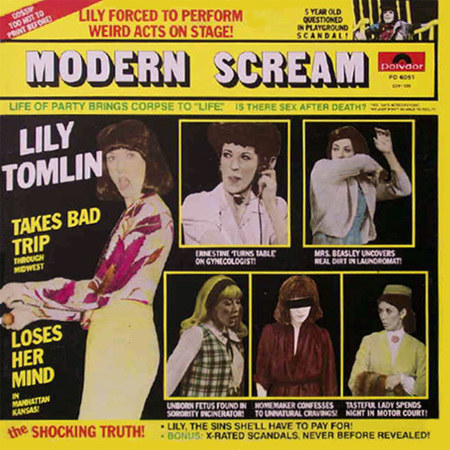 GOSSIP
TOO HOT TO
PRINT BEFORE!
LILY FORCED TO PERFORM
WEIRD ACTS ON STAGE!
5 YEAR OLD
QUESTIONED
IN PLAYGROUND
SCANDAL!
polydor
PD 6051
MODERN SCREAM
LIFE OF PARTY BRINGS CORPSE TO "LIFE"
IS THERE SEX AFTER DEATH?
LILY
TOMLIN
TAKES BAD
TRIP
THROUGH
MIDWEST
LOSES
HER
MIND
IN
MANHATTAN
KANSAS!
ERNESTINE 'TURNS TABLE'
ON GYNECOLOGIST!
MRS. BEASLEY UNCOVERS
REAL DIRT IN LAUNDROMAT!
UNBORN FETUS FOUND IN
SORORITY INCINERATOR!
HOMEMAKER CONFESSES
TO UNNATURAL CRAVINGS!
TASTEFUL LADY SPENDS
NIGHT IN MOTOR COURT!
the SHOCKING TRUTH!
• LILY, THE SINS SHE'LL HAVE TO PAY FOR!
• BONUS: X-RATED SCANDALS, NEVER BEFORE REVEALED!